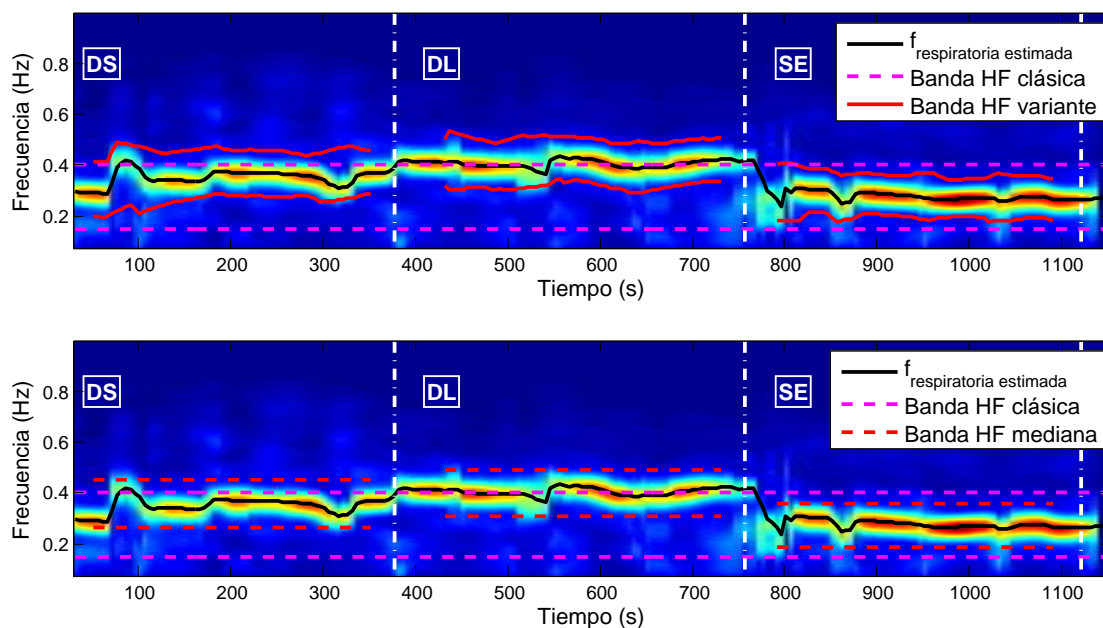 DS
DL
SE
f respiratoria estimada
Banda HF clásica
Banda HF variante
Frecuencia (Hz)
0.8
0.6
0.4
0.2
100 200 300 400 500 600 700 800 900 1000 1100
Tiempo (s)
DS
DL
SE
f respiratoria estimada
Banda HF clásica
Banda HF mediana
Frecuencia (Hz)
0.8
0.6
0.4
0.2
100 200 300 400 500 600 700 800 900 1000 1100
Tiempo (s)